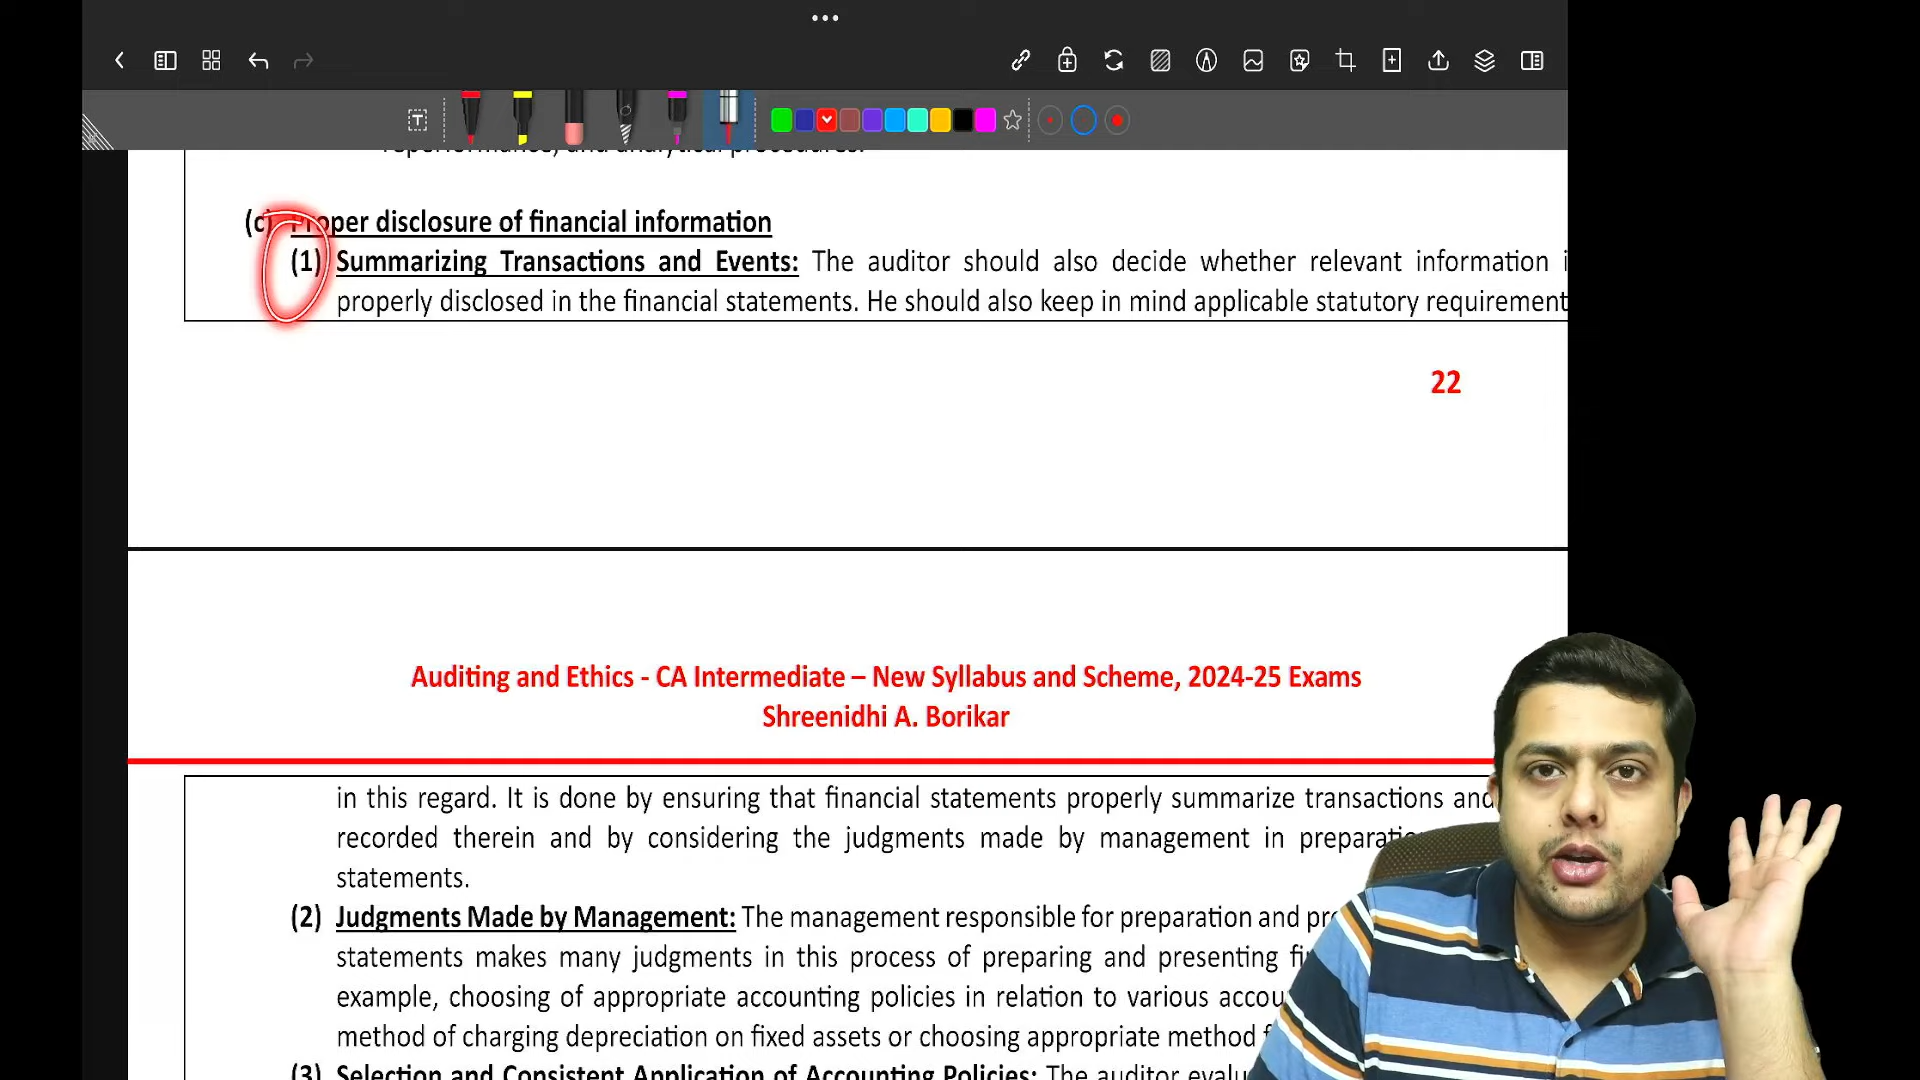 reperformance, and analytical procedures.
(c) Proper disclosure of financial information
(1) Summarizing Transactions and Events: The auditor should also decide whether relevant information i
properly disclosed in the financial statements. He should also keep in mind applicable statutory requirement
22
Auditing and Ethics - CA Intermediate – New Syllabus and Scheme, 2024-25 Exams
Shreenidhi A. Borikar
in this regard. It is done by ensuring that financial statements properly summarize transactions and
recorded therein and by considering the judgments made by management in
statements.
(2) Judgments Made by Management: The management responsible for preparation and
statements makes many judgments in this process of preparing and presenting
example, choosing of appropriate accounting policies in relation to various
method of charging depreciation on fixed assets or choosing appropriate method
(3) Selection and Consistent Application of Accounting Policies: The auditor